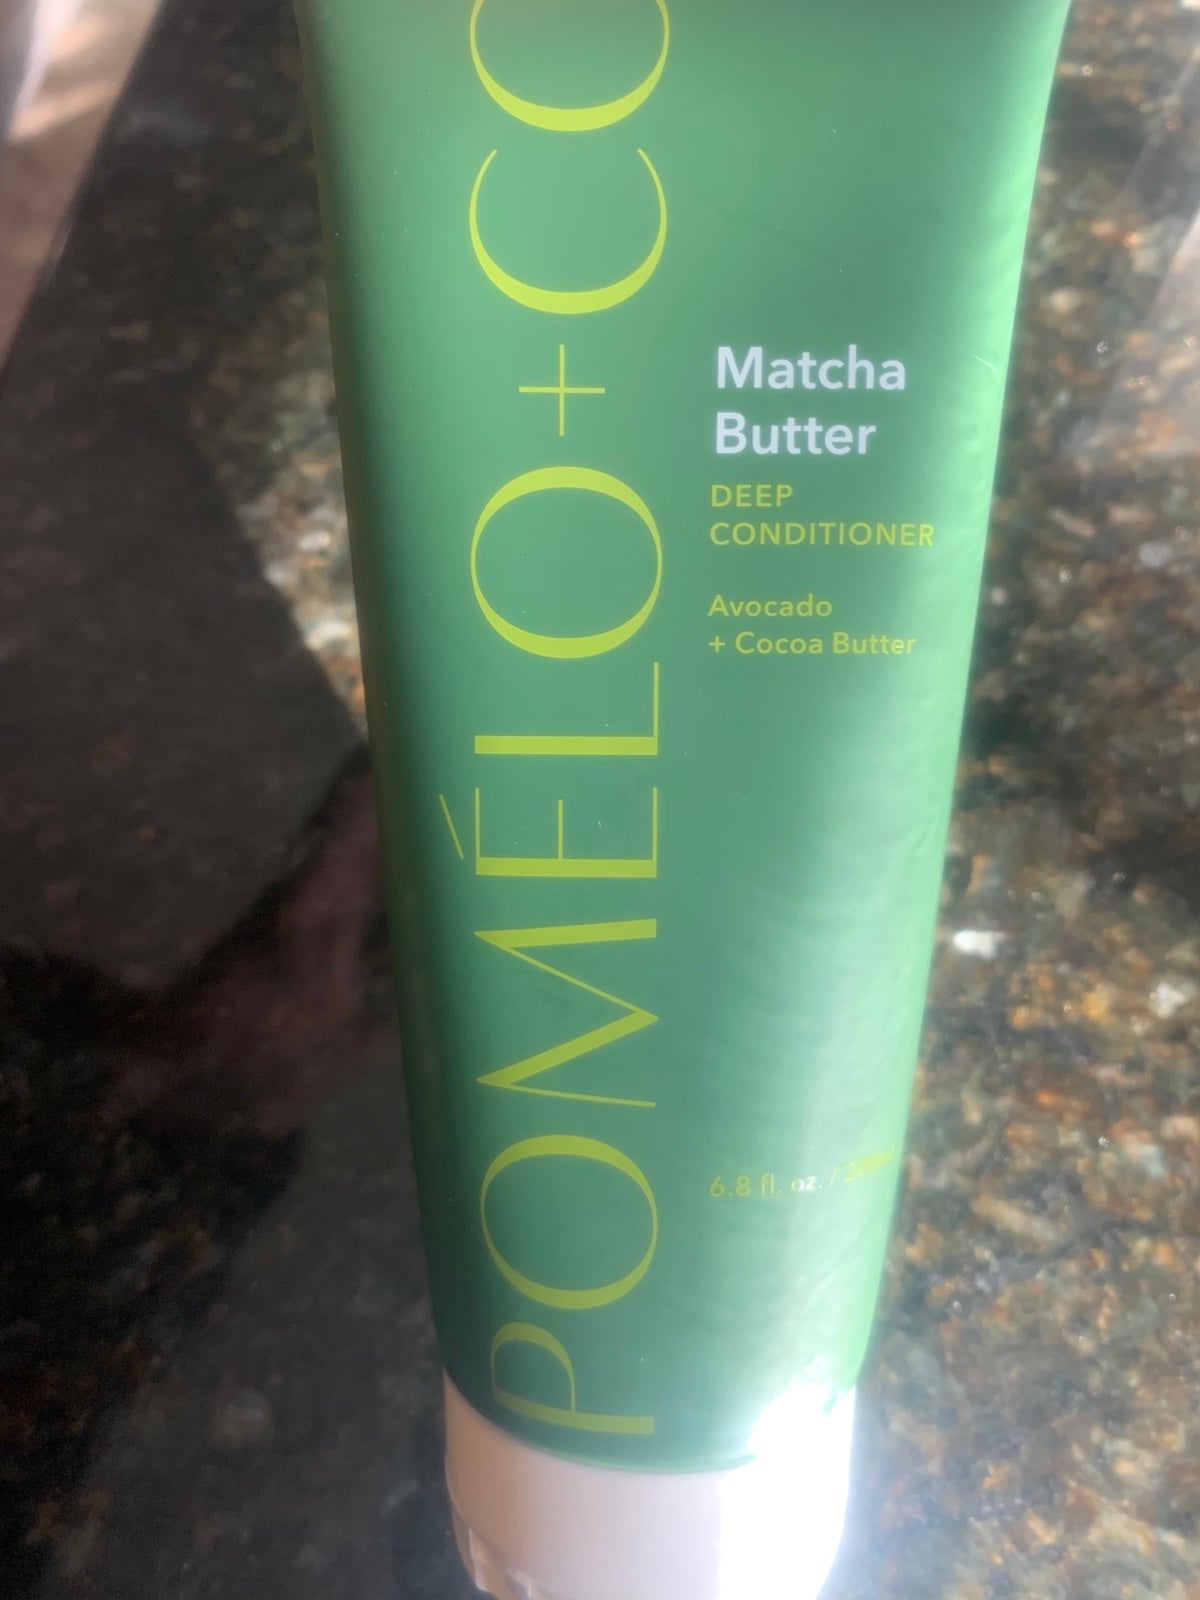 POMÉLO+CO
Matcha
Butter
DEEP
CONDITIONER
Avocado
+ Cocoa Butter
6.8 fl. oz. /